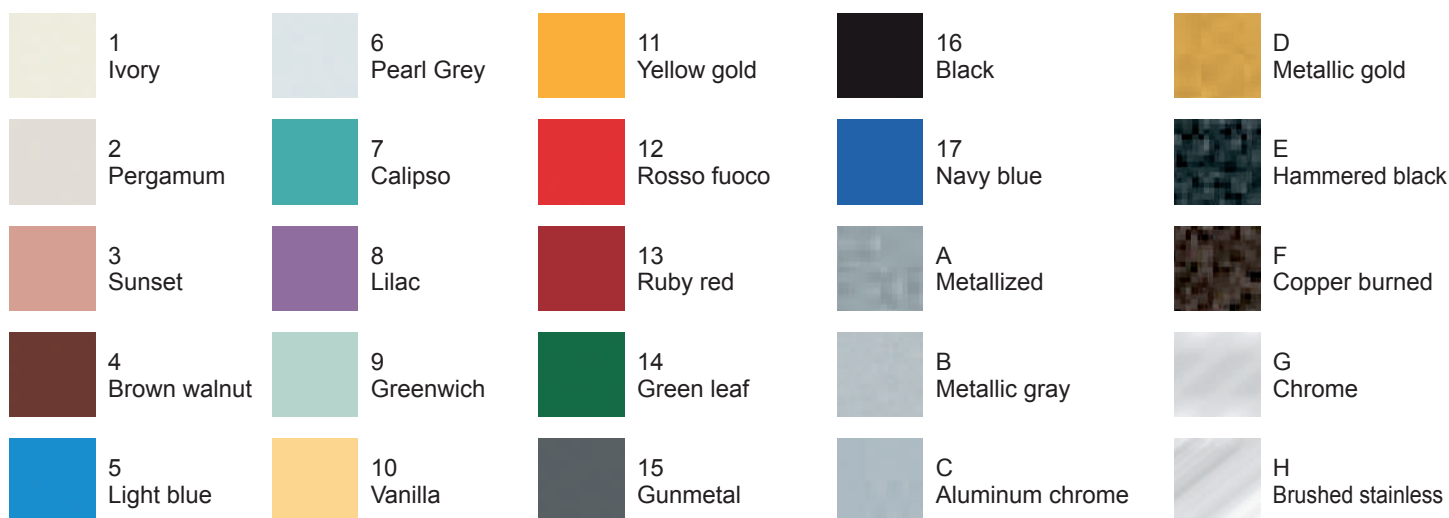 1
Ivory
2
Pergamum
3
Sunset
4
Brown walnut
5
Light blue
6
Pearl Grey
7
Calipso
8
Lilac
9
Greenwich
10
Vanilla
11
Yellow gold
12
Rosso fuoco
13
Ruby red
14
Green leaf
15
Gunmetal
16
Black
17
Navy blue
A
Metallized
B
Metallic gray
C
Aluminum chrome
D
Metallic gold
E
Hammered black
F
Copper burned
G
Chrome
H
Brushed stainless